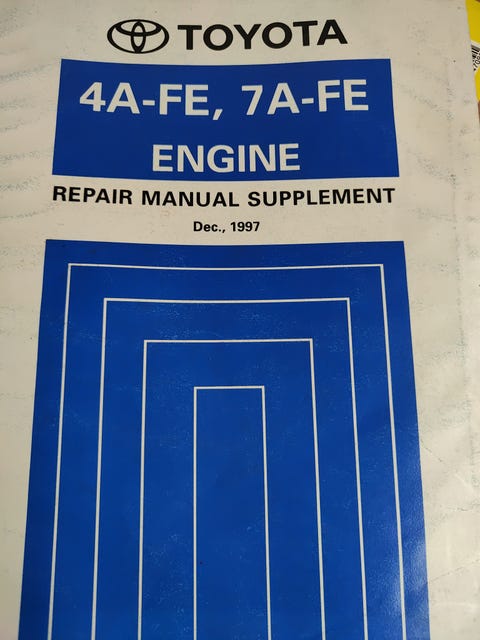 TOYOTA
4A-FE, 7A-FE
ENGINE
REPAIR MANUAL SUPPLEMENT
Dec., 1997